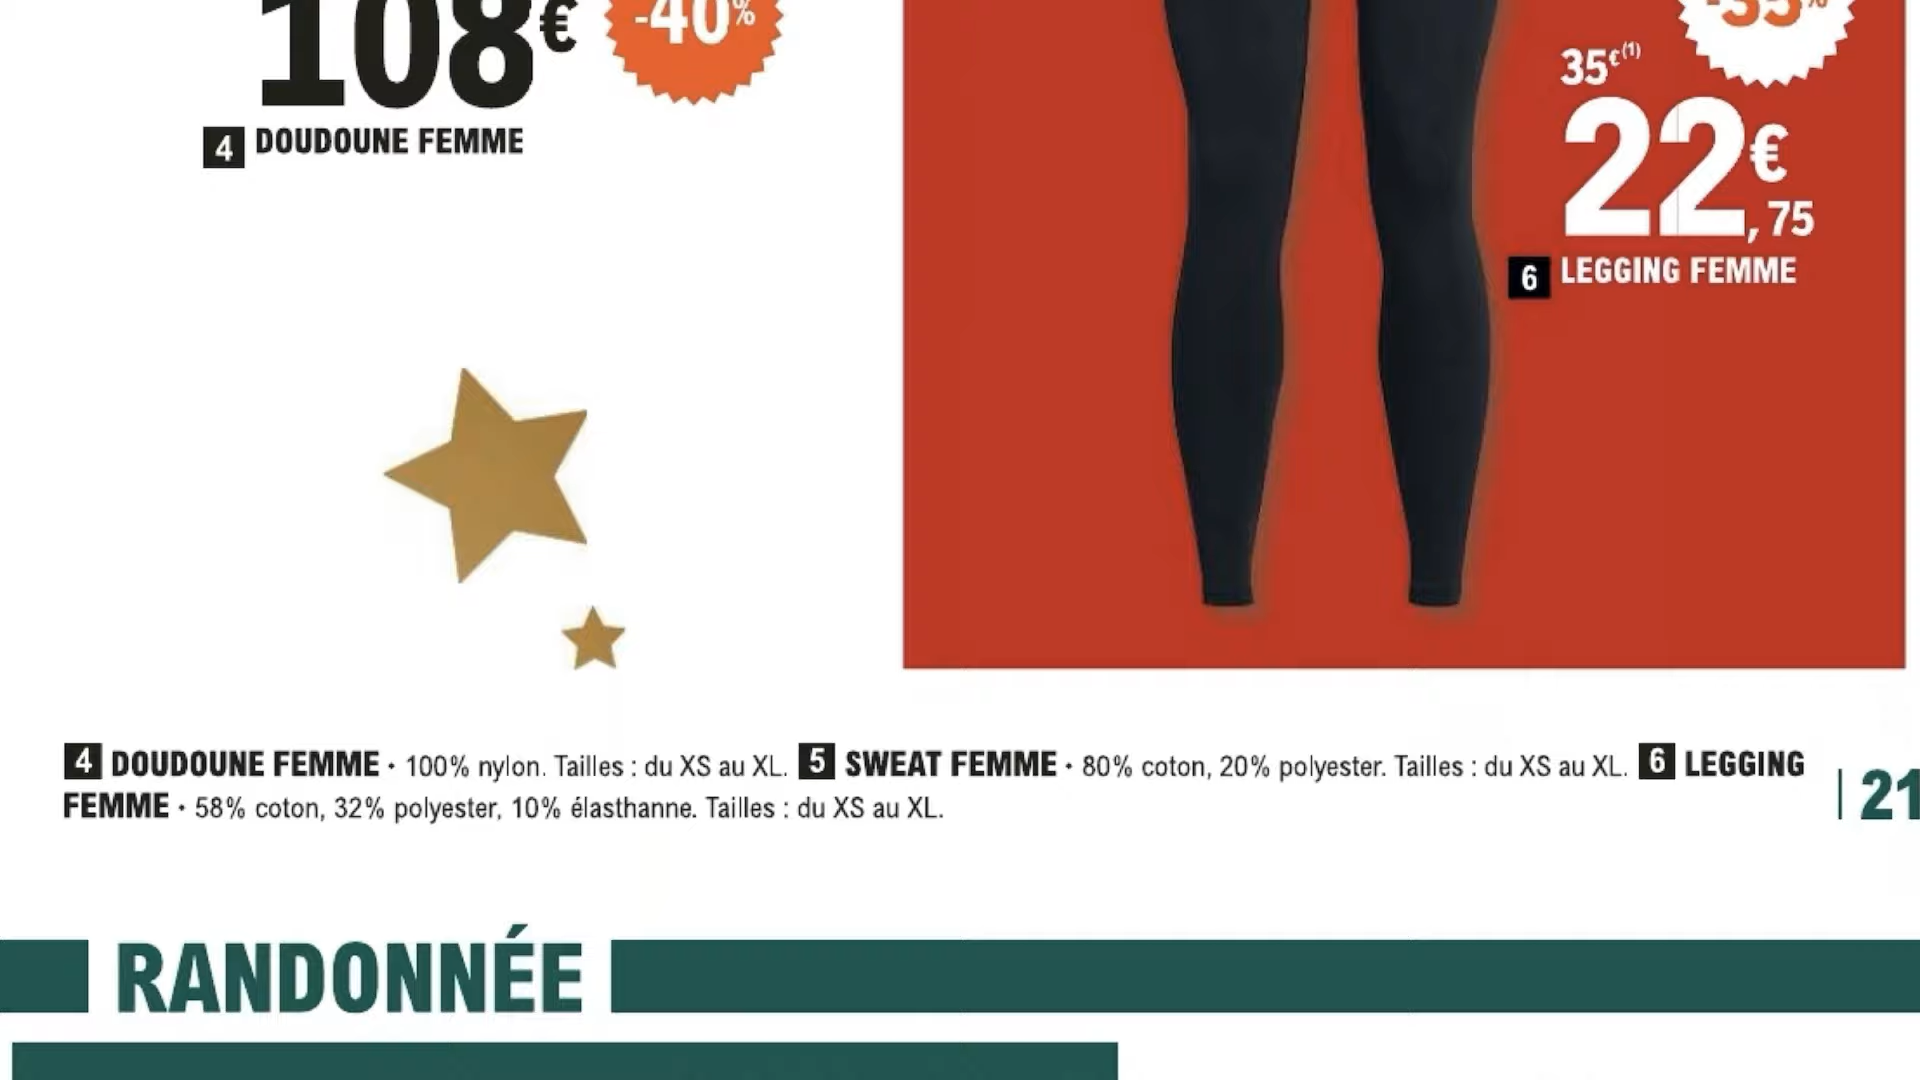 108€
-40%
4 DOUDOUNE FEMME
-35%
35€(1)
22€,75
6 LEGGING FEMME
4 DOUDOUNE FEMME • 100% nylon. Tailles : du XS au XL. 5 SWEAT FEMME • 80% coton, 20% polyester. Tailles : du XS au XL. 6 LEGGING
FEMME • 58% coton, 32% polyester, 10% élasthanne. Tailles : du XS au XL.
| 21
RANDONNÉE